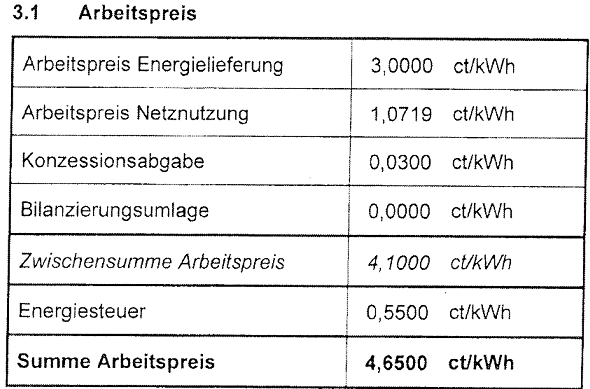 3.1 Arbeitspreis
Arbeitspreis Energielieferung 3,0000 ct/kWh
Arbeitspreis Netznutzung 1,0719 ct/kWh
Konzessionsabgabe 0,0300 ct/kWh
Bilanzierungsumlage 0,0000 ct/kWh
Zwischensumme Arbeitspreis 4,1000 ct/kWh
Energiesteuer 0,5500 ct/kWh
Summe Arbeitspreis 4,6500 ct/kWh